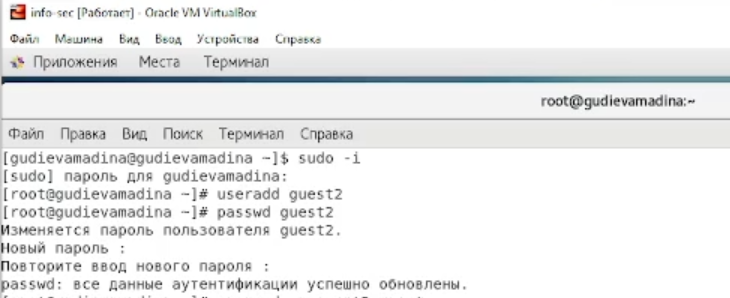 info-sec [Работает] - Oracle VM VirtualBox
Файл Машина Вид Ввод Устройства Справка
Приложения Места Терминал
root@gudievamadina:~
Файл Правка Вид Поиск Терминал Справка
[gudievamadina@gudievamadina ~]$ sudo -i
[sudo] пароль для gudievamadina:
[root@gudievamadina ~]# useradd guest2
[root@gudievamadina ~]# passwd guest2
Изменяется пароль пользователя guest2.
Новый пароль :
Повторите ввод нового пароля :
passwd: все данные аутентификации успешно обновлены.